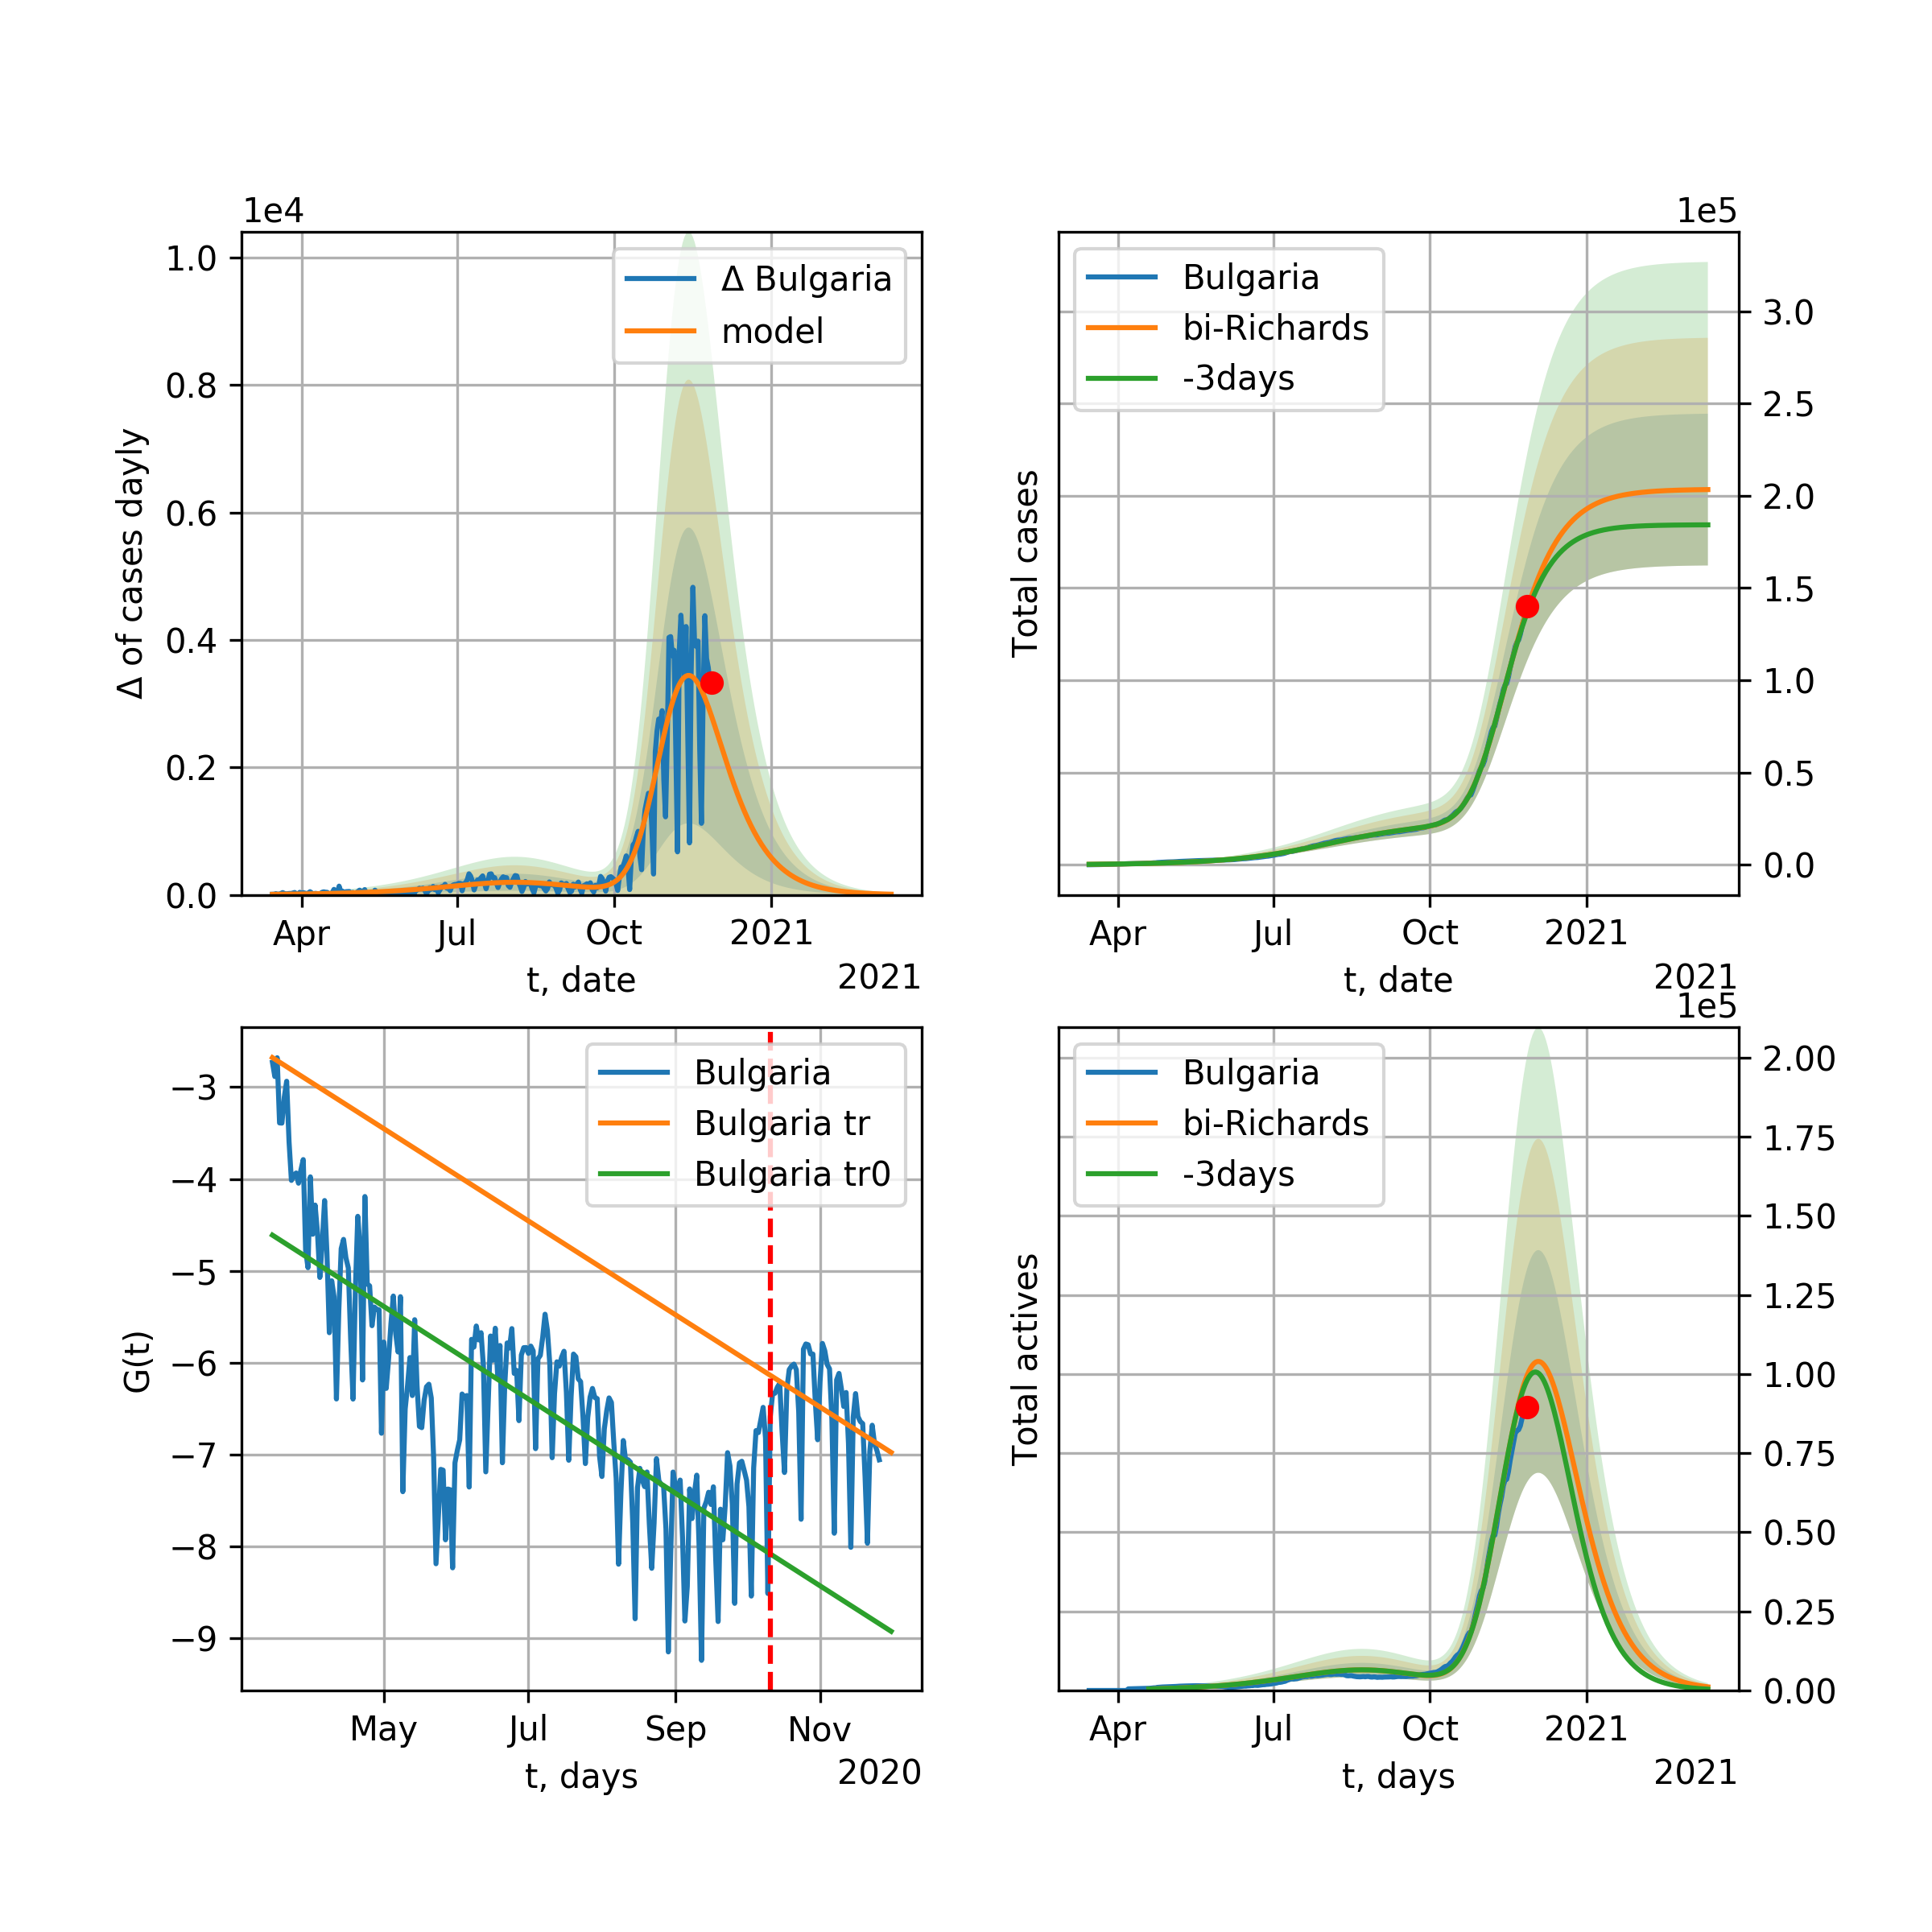 1e4
1.0
0.8
0.6
0.4
0.2
0.0
Δ of cases dayly
Δ Bulgaria
model
Apr Jul Oct 2021
t, date
2021
1e5
Total cases
Bulgaria
bi-Richards
-3days
3.0
2.5
2.0
1.5
1.0
0.5
0.0
Apr Jul Oct 2021
t, date
2021
G(t)
−3
−4
−5
−6
−7
−8
−9
Bulgaria
Bulgaria tr
Bulgaria tr0
May Jul Sep Nov
t, days
2020
1e5
Total actives
Bulgaria
bi-Richards
-3days
2.00
1.75
1.50
1.25
1.00
0.75
0.50
0.25
0.00
Apr Jul Oct 2021
t, days
2021